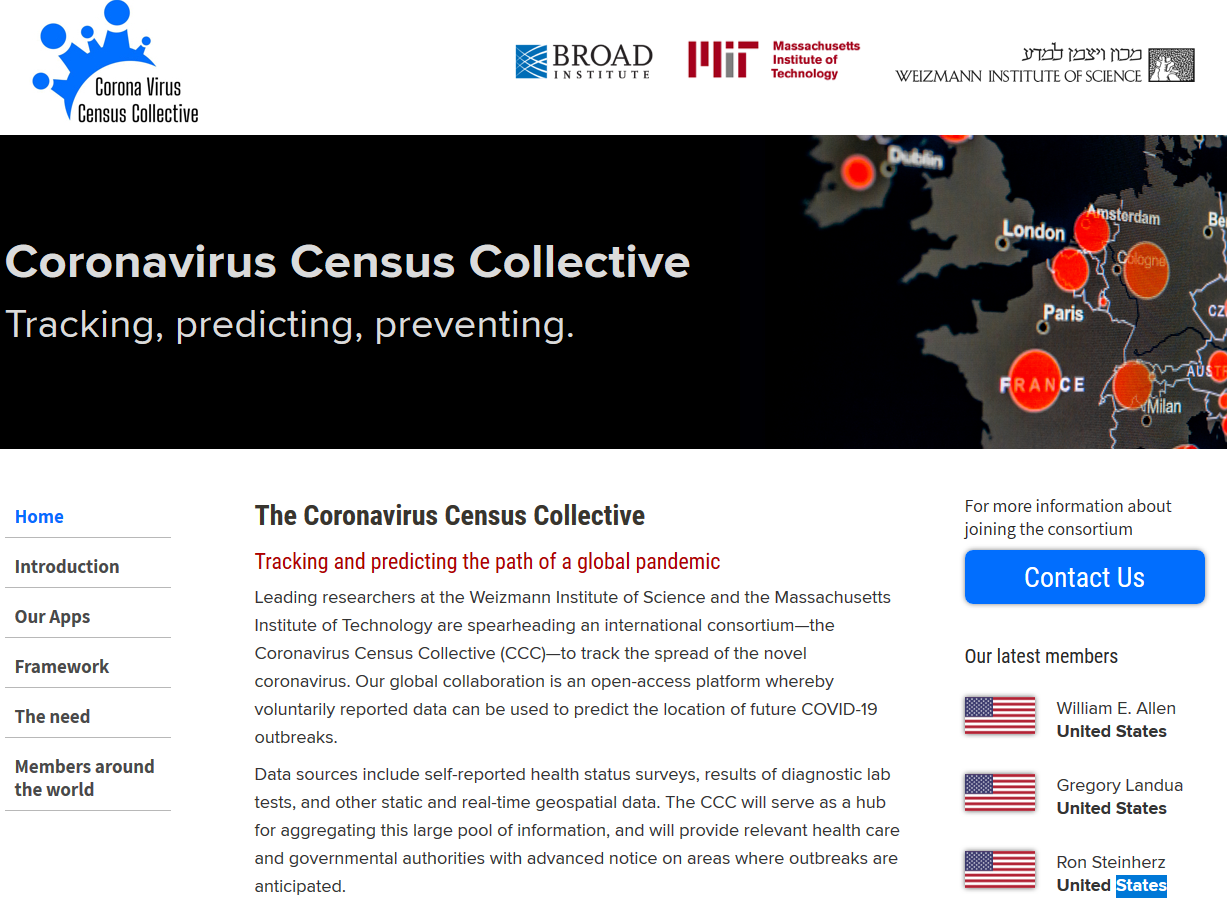 Corona Virus
Census Collective
BROAD
INSTITUTE
MIT
Massachusetts
Institute of
Technology
מכון ויצמן למדע
WEIZMANN INSTITUTE OF SCIENCE
Dublin
London
Amsterdam
Be
Cologne
Paris
CZ
FRANCE
AUSTR
Milan
Coronavirus Census Collective
Tracking, predicting, preventing.
Home
Introduction
Our Apps
Framework
The need
Members around
the world
The Coronavirus Census Collective
Tracking and predicting the path of a global pandemic
Leading researchers at the Weizmann Institute of Science and the Massachusetts
Institute of Technology are spearheading an international consortium—the
Coronavirus Census Collective (CCC)—to track the spread of the novel
coronavirus. Our global collaboration is an open-access platform whereby
voluntarily reported data can be used to predict the location of future COVID-19
outbreaks.
Data sources include self-reported health status surveys, results of diagnostic lab
tests, and other static and real-time geospatial data. The CCC will serve as a hub
for aggregating this large pool of information, and will provide relevant health care
and governmental authorities with advanced notice on areas where outbreaks are
anticipated.
For more information about
joining the consortium
Contact Us
Our latest members
William E. Allen
United States
Gregory Landua
United States
Ron Steinherz
United States